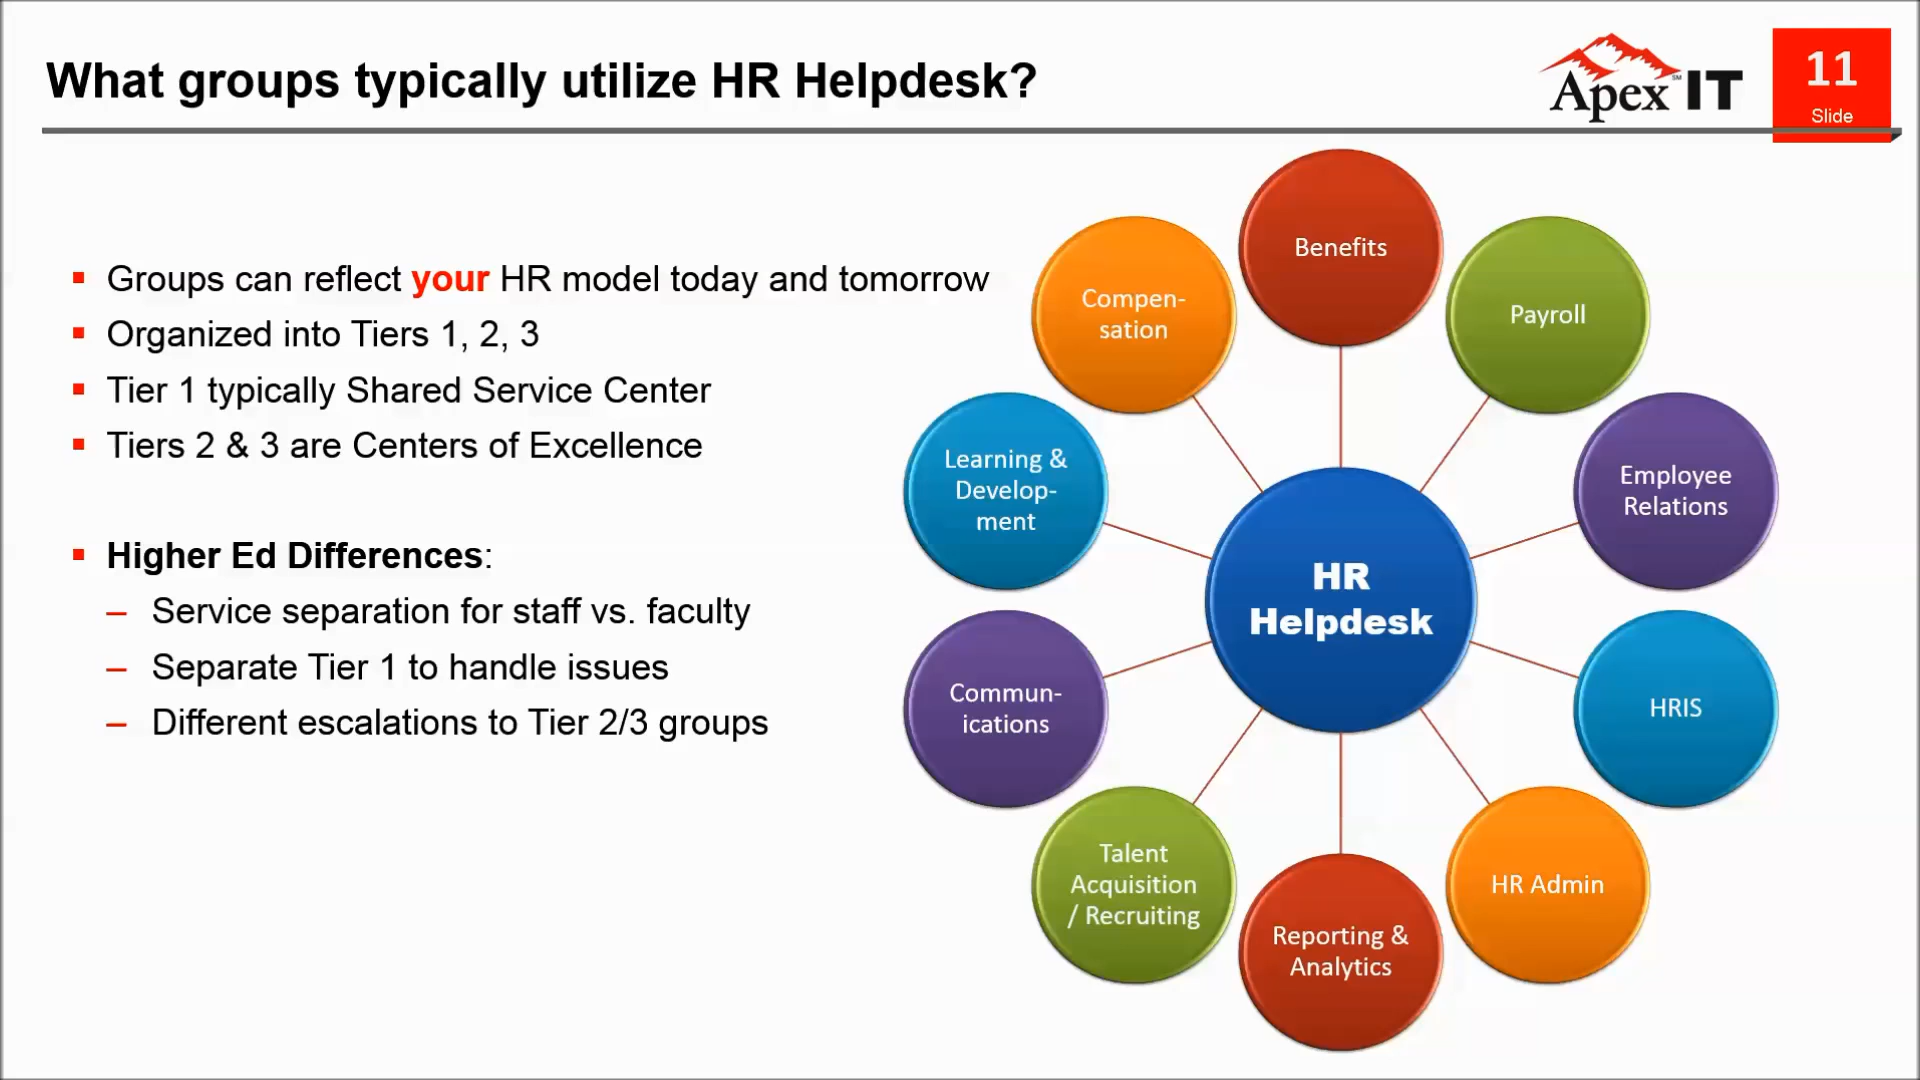 What groups typically utilize HR Helpdesk?
Apex IT
SM
11
Slide
Groups can reflect your HR model today and tomorrow
Organized into Tiers 1, 2, 3
Tier 1 typically Shared Service Center
Tiers 2 & 3 are Centers of Excellence
Higher Ed Differences:
– Service separation for staff vs. faculty
– Separate Tier 1 to handle issues
– Different escalations to Tier 2/3 groups
HR
Helpdesk
Benefits
Payroll
Employee
Relations
HRIS
HR Admin
Reporting &
Analytics
Talent
Acquisition
/ Recruiting
Commun-
ications
Learning &
Develop-
ment
Compen-
sation